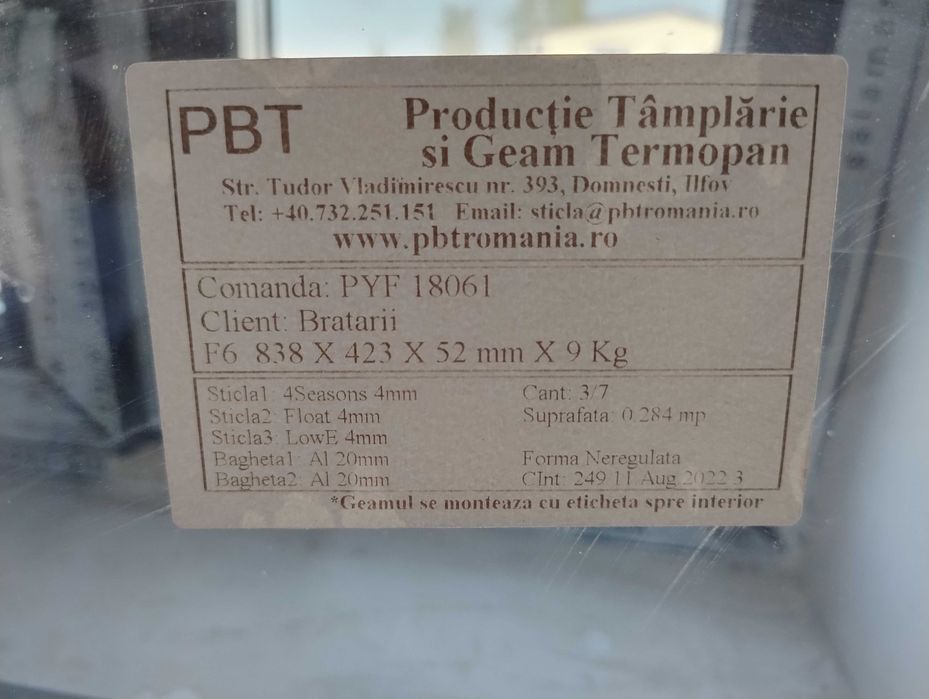 PBT
Producție Tâmplărie
si Geam Termopan
Str. Tudor Vladimirescu nr. 393, Domnesti, Ilfov
Tel: +40.732.251.151 Email: sticla@pbtromania.ro
www.pbtromania.ro
Comanda: PYF 18061
Client: Bratarii
F6 838 X 423 X 52 mm X 9 Kg
Sticla1: 4Seasons 4mm Cant: 3/7
Sticla2: Float 4mm Suprafata: 0.284 mp
Sticla3: LowE 4mm
Bagheta1: Al 20mm Forma Neregulata
Bagheta2: Al 20mm CInt: 249 11 Aug 2022 3
*Geamul se monteaza cu eticheta spre interior